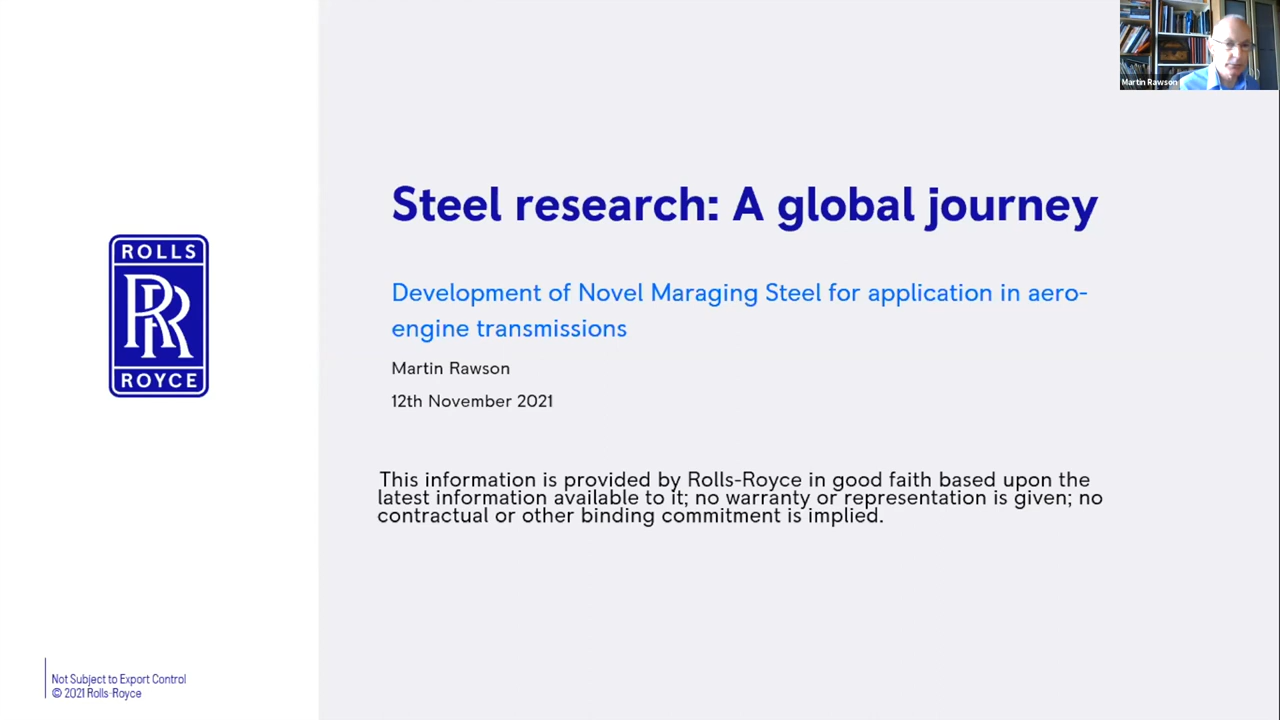 Martin Rawson
Steel research: A global journey
Development of Novel Maraging Steel for application in aero-
engine transmissions
Martin Rawson
12th November 2021
This information is provided by Rolls-Royce in good faith based upon the
latest information available to it; no warranty or representation is given; no
contractual or other binding commitment is implied.
ROLLS
RR
ROYCE
Not Subject to Export Control
© 2021 Rolls-Royce